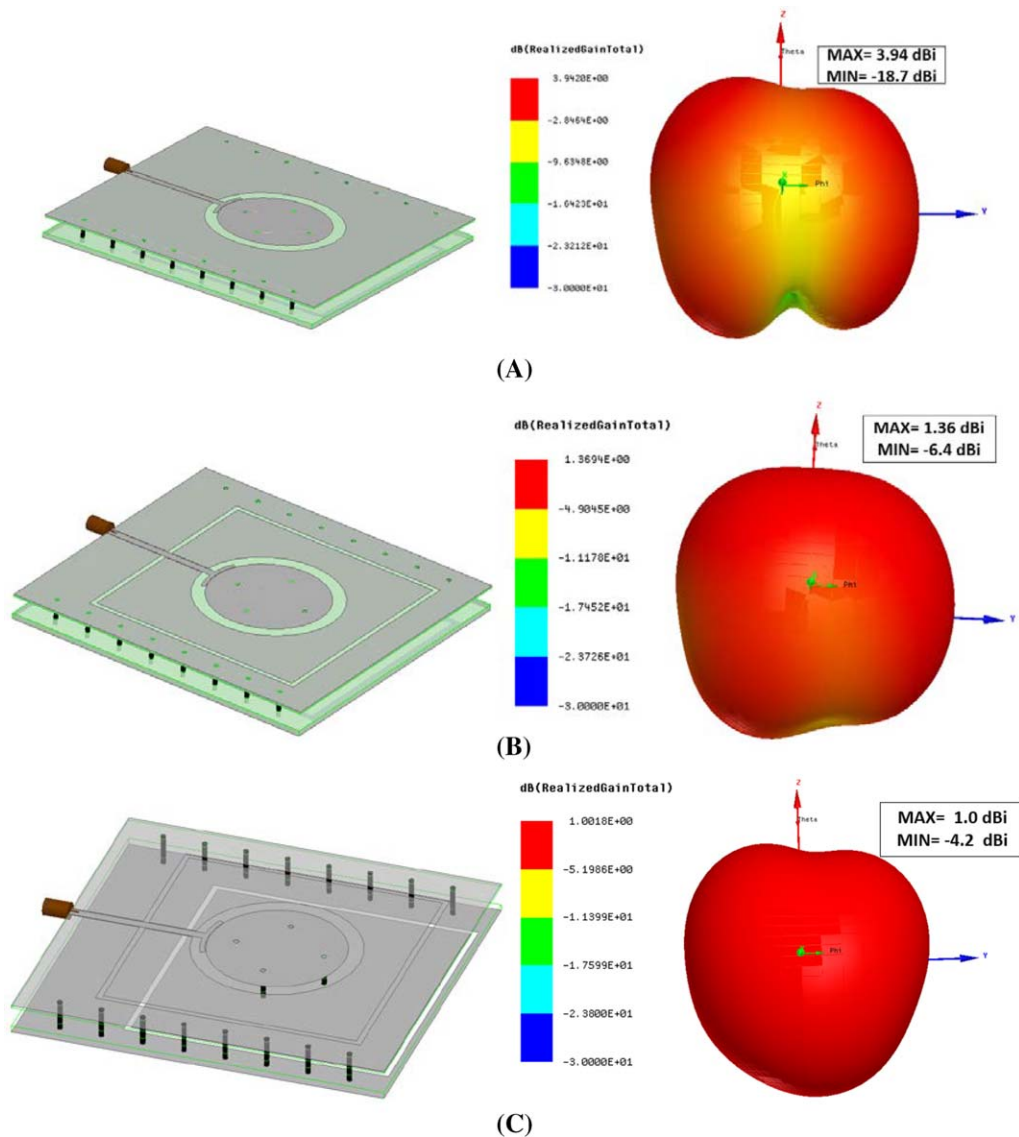 dB(RealizedGainTotal)
3.9420E+00
-2.8464E+00
-9.6348E+00
-1.6423E+01
-2.3212E+01
-3.0000E+01
Z
Theta
MAX= 3.94 dBi
MIN= -18.7 dBi
X
Phi
Y
(A)
dB(RealizedGainTotal)
1.3694E+00
-4.9045E+00
-1.1178E+01
-1.7452E+01
-2.3726E+01
-3.0000E+01
Z
Theta
MAX= 1.36 dBi
MIN= -6.4 dBi
Phi
Y
(B)
dB(RealizedGainTotal)
1.0018E+00
-5.1986E+00
-1.1399E+01
-1.7599E+01
-2.3800E+01
-3.0000E+01
Z
Theta
MAX= 1.0 dBi
MIN= -4.2 dBi
Phi
Y
(C)